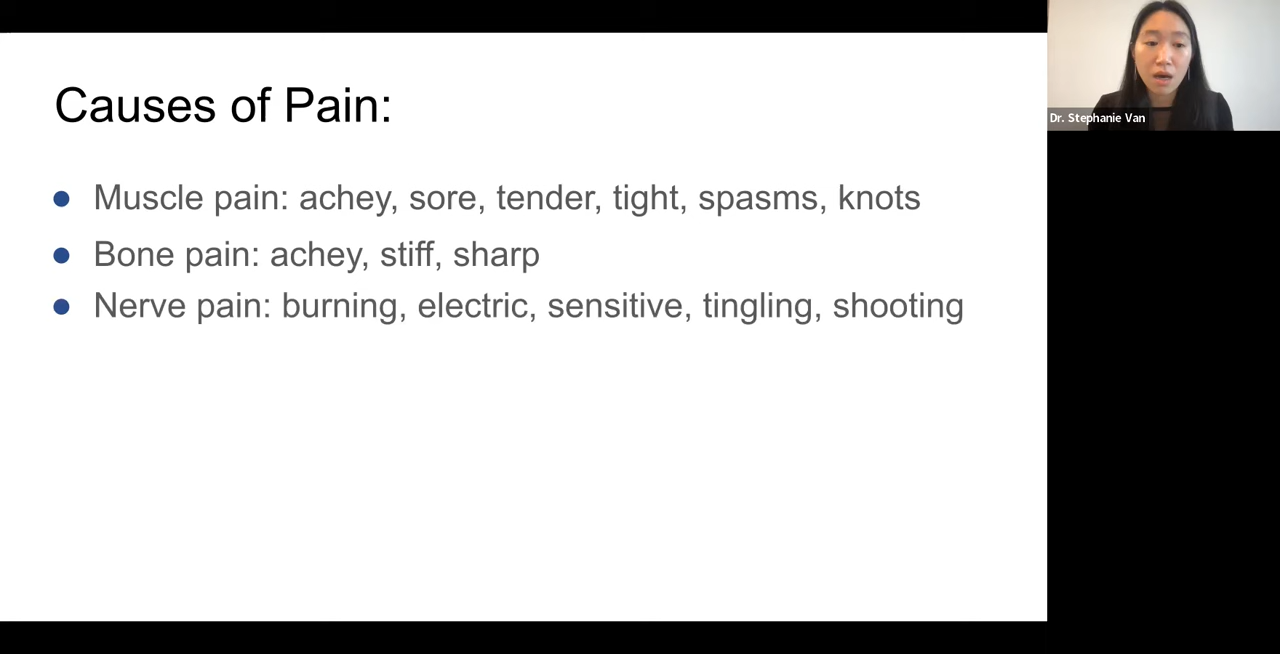 Causes of Pain:
● Muscle pain: achey, sore, tender, tight, spasms, knots
● Bone pain: achey, stiff, sharp
● Nerve pain: burning, electric, sensitive, tingling, shooting
Dr. Stephanie Van